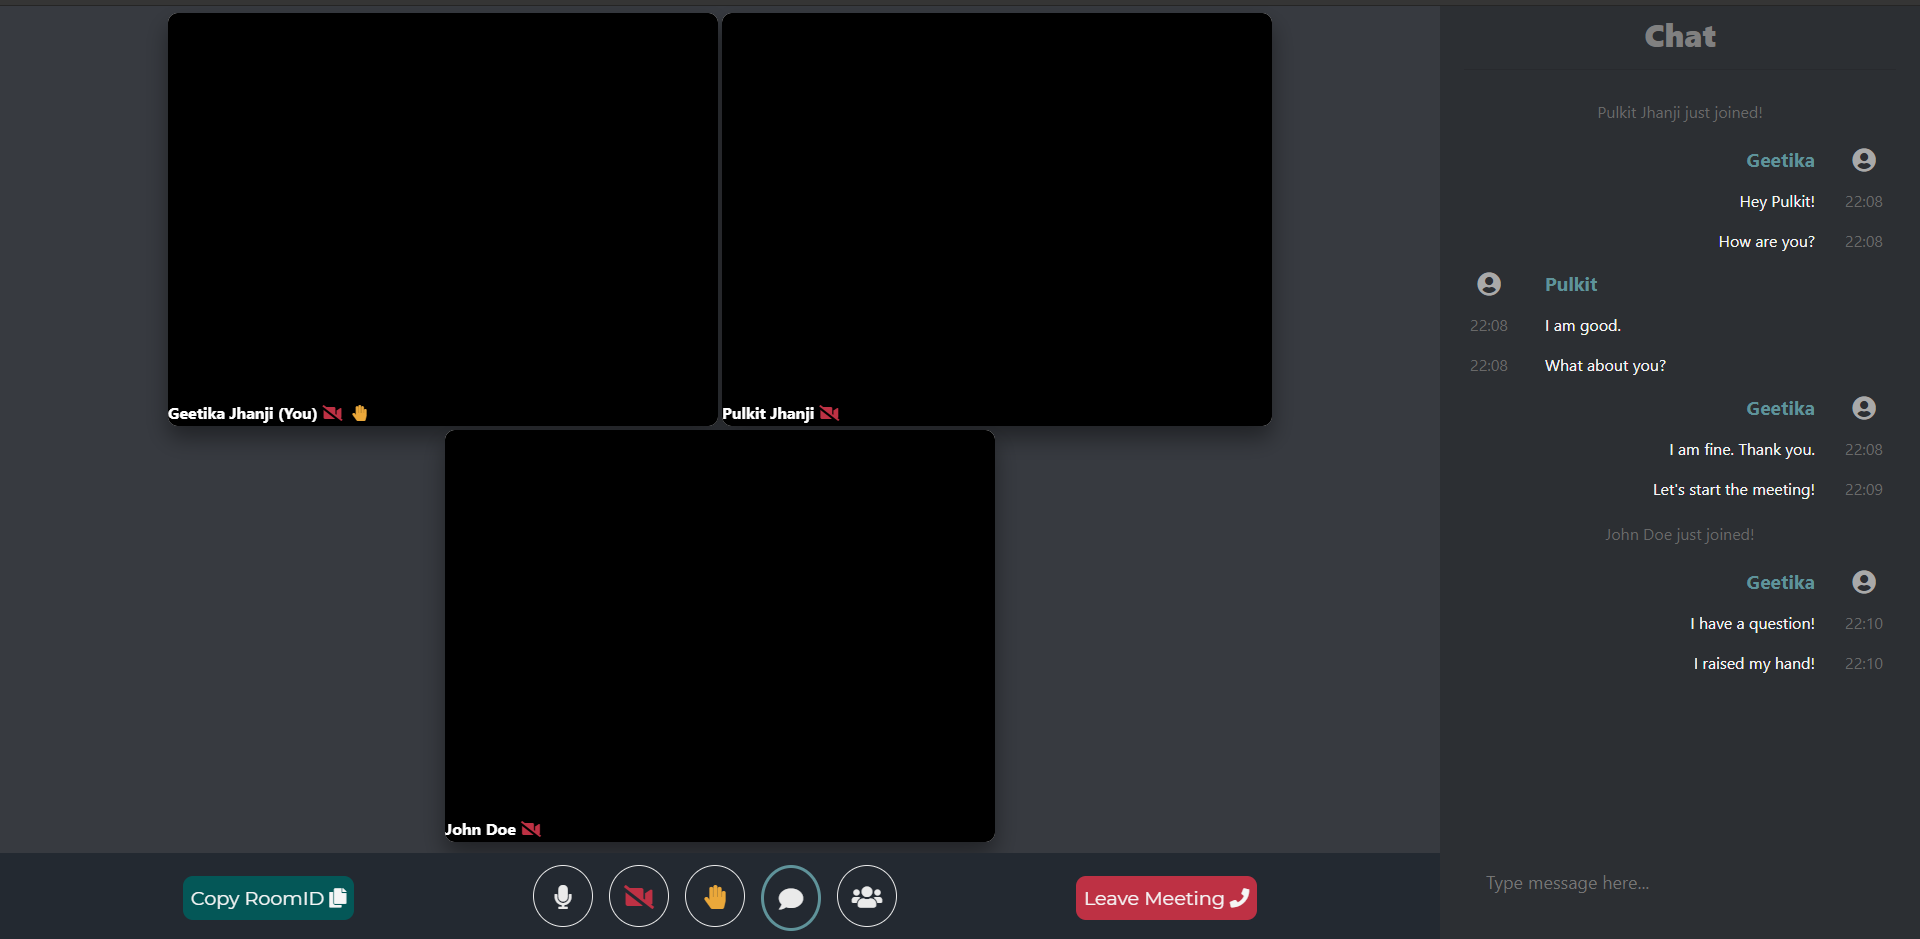 Geetika Jhanji (You)
Pulkit Jhanji
John Doe
Copy RoomID
Leave Meeting
Chat
Pulkit Jhanji just joined!
Geetika
Hey Pulkit! 22:08
How are you? 22:08
Pulkit
22:08 I am good.
22:08 What about you?
Geetika
I am fine. Thank you. 22:08
Let's start the meeting! 22:09
John Doe just joined!
Geetika
I have a question! 22:10
I raised my hand! 22:10
Type message here...